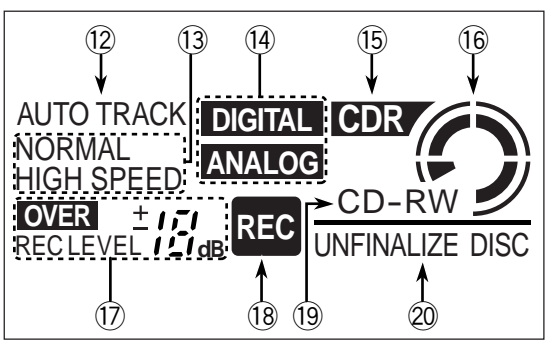 ⑫ ⑬ ⑭ ⑮ ⑯
AUTO TRACK DIGITAL CDR
NORMAL
HIGH SPEED ANALOG
CD-RW
OVER ± 18 dB REC
REC LEVEL UNFINALIZE DISC
⑰ ⑱ ⑲ ⑳